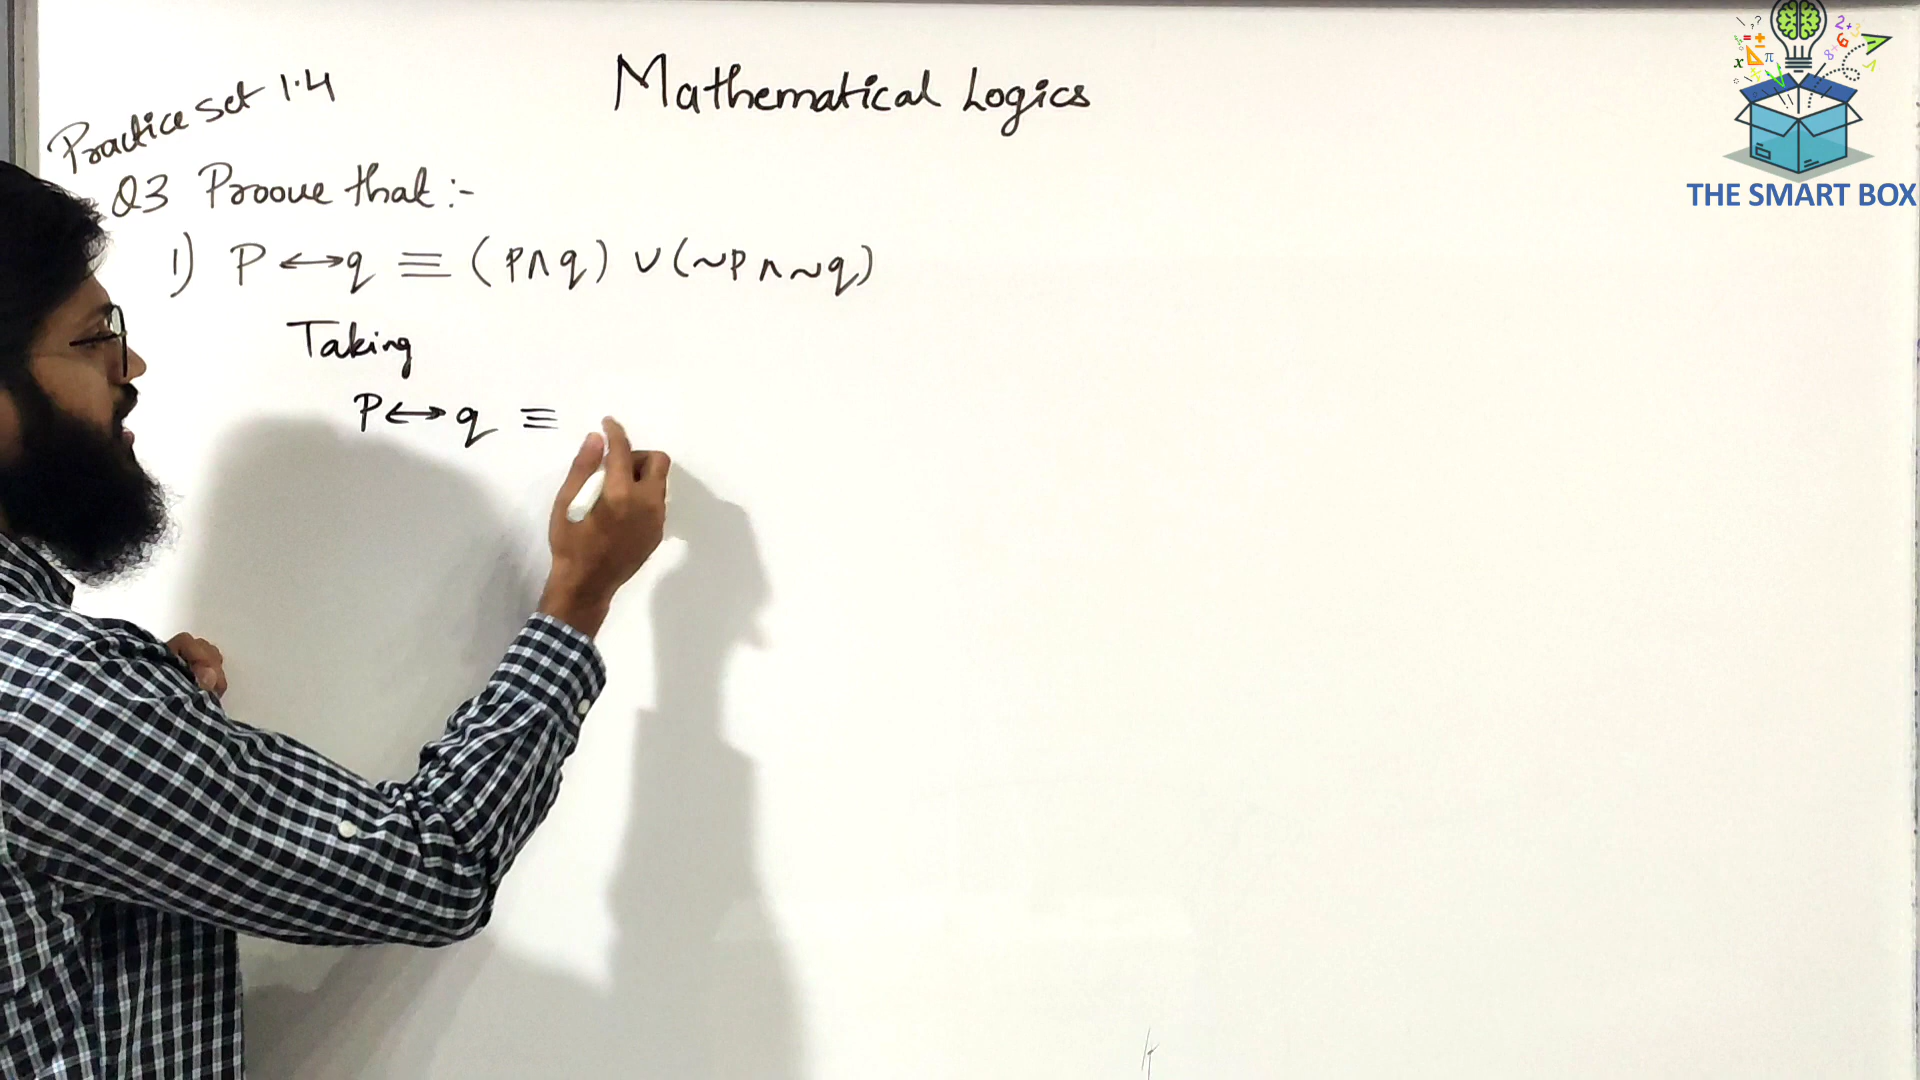 Mathematical Logics
Practice Set 1.4
Q3 Proove that :-
1) P ↔ q ≡ (p ∧ q) ∨ (~p ∧ ~q)
Taking
P ↔ q ≡
THE SMART BOX